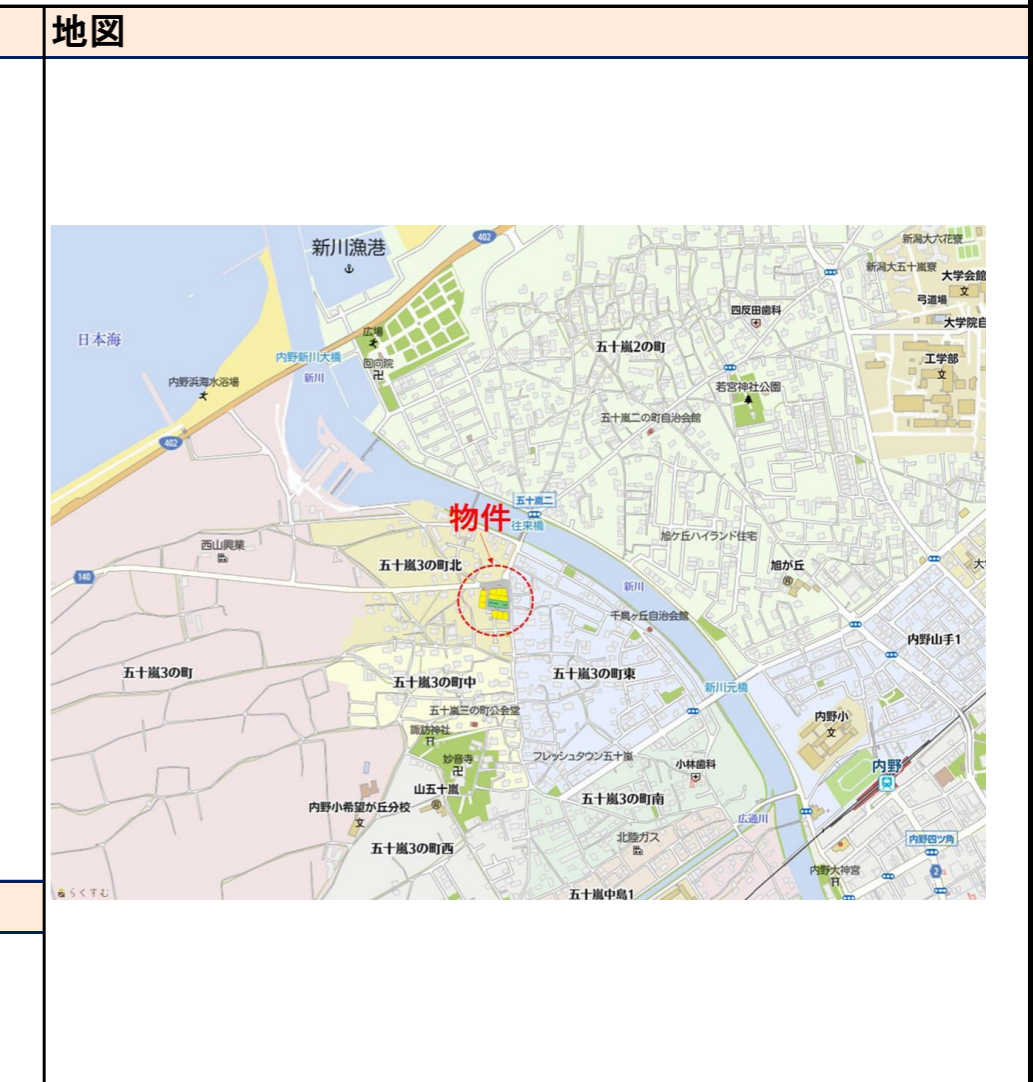 地図
新川漁港
402
新潟大六花寮
新潟大五十嵐寮
大学会館
弓道場
四反田歯科
大学院自
広場
日本海
五十嵐2の町
内野新川大橋
回向院
工学部
新川
内野浜海水浴場
若宮神社公園
五十嵐二の町自治会館
402
五十嵐二
物件
往来橋
旭ケ丘ハイランド住宅
西山興業
五十嵐3の町北
旭が丘
大
140
新川
千鳥ヶ丘自治会館
内野山手1
五十嵐3の町
五十嵐3の町中
五十嵐3の町東
新川元橋
五十嵐三の町公会堂
内野小
諏訪神社
妙音寺
フレッシュタウン五十嵐
小林歯科
内野
山五十嵐
五十嵐3の町南
内野小希望が丘分校
広通川
北陸ガス
内野四ツ角
五十嵐3の町西
内野大神宮
2
らくすむ
五十嵐中島1